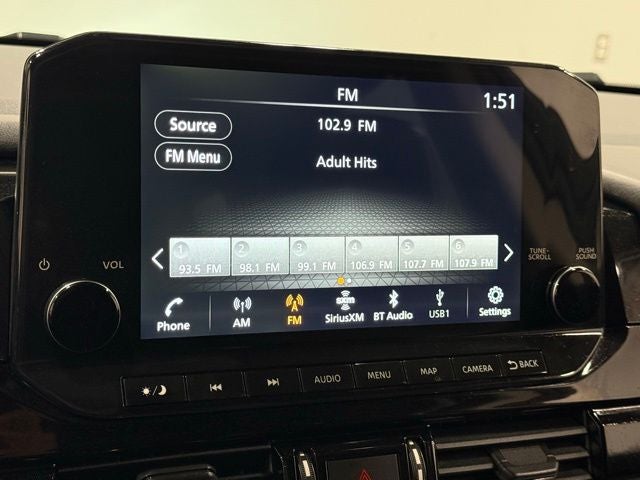 FM
1:51
Source
102.9 FM
FM Menu
Adult Hits
1 2 3 4 5 6
93.5 FM 98.1 FM 99.1 FM 106.9 FM 107.7 FM 107.9 FM
VOL
TUNE-SCROLL
PUSH SOUND
Phone AM FM SXM SiriusXM BT Audio USB1 Settings
AUDIO MENU MAP CAMERA BACK